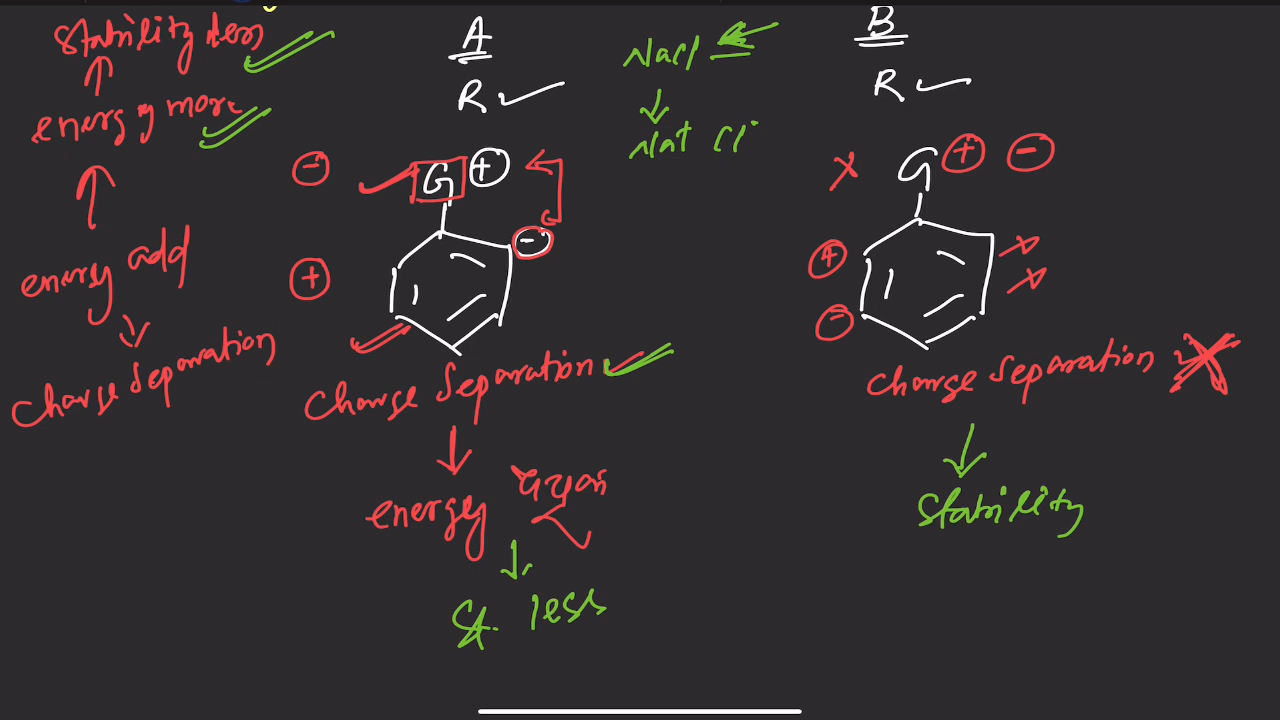 Stability less
energy more
energy add
Charge Separation
A
R
G +
-
-
+
Charge Separation
energy
St. less
NaCl
Na+ Cl-
B
R
G + -
+
-
Charge Separation
Stability